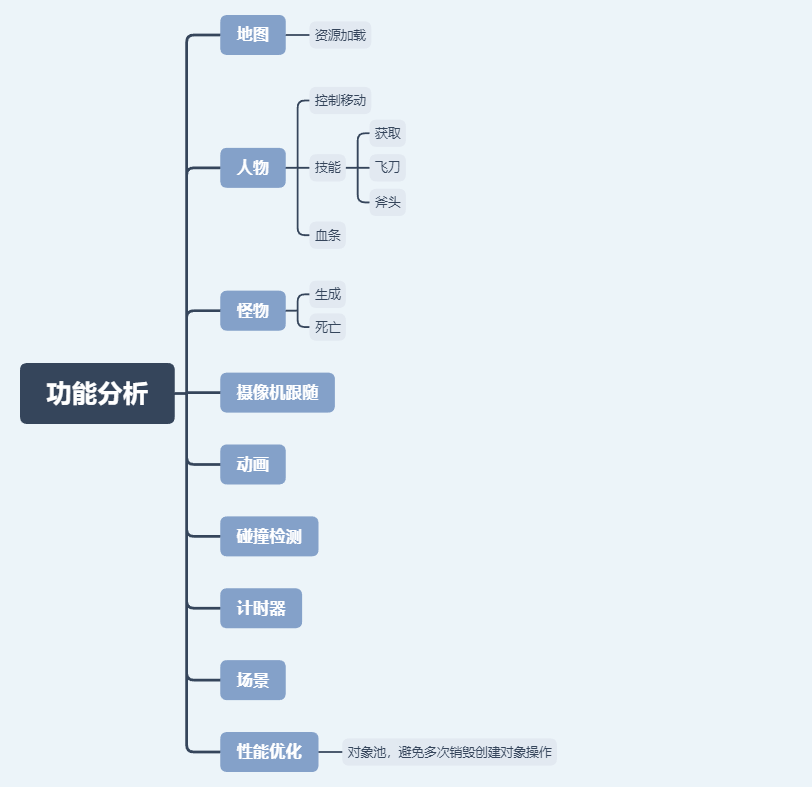 功能分析
地图
资源加载
人物
控制移动
技能
获取
飞刀
斧头
血条
怪物
生成
死亡
摄像机跟随
动画
碰撞检测
计时器
场景
性能优化
对象池，避免多次销毁创建对象操作